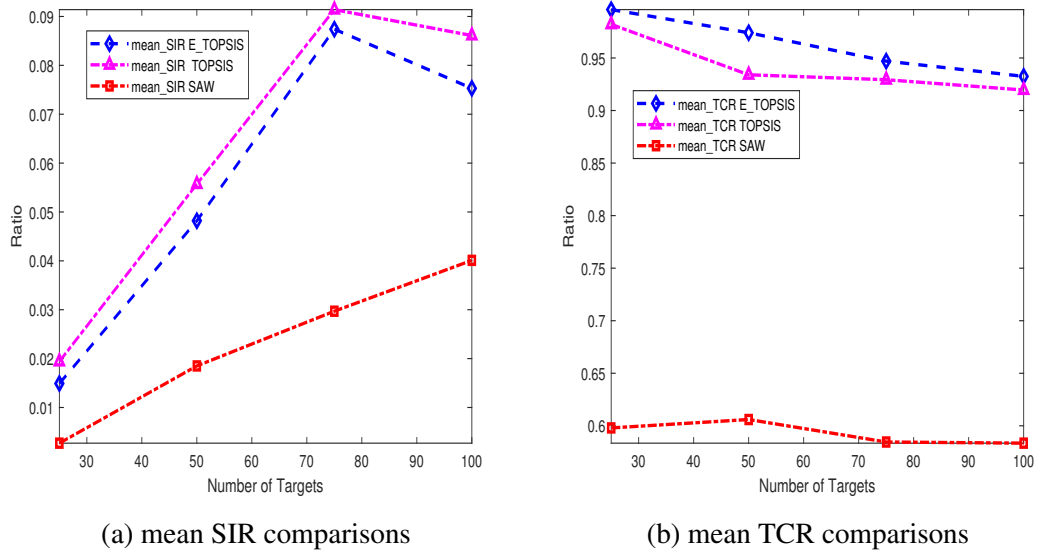 0.09
0.08
0.07
0.06
0.05
0.04
0.03
0.02
0.01
Ratio
mean_SIR E_TOPSIS
mean_SIR TOPSIS
mean_SIR SAW
30 40 50 60 70 80 90 100
Number of Targets
(a) mean SIR comparisons
0.95
0.9
0.85
0.8
0.75
0.7
0.65
0.6
Ratio
mean_TCR E_TOPSIS
mean_TCR TOPSIS
mean_TCR SAW
30 40 50 60 70 80 90 100
Number of Targets
(b) mean TCR comparisons